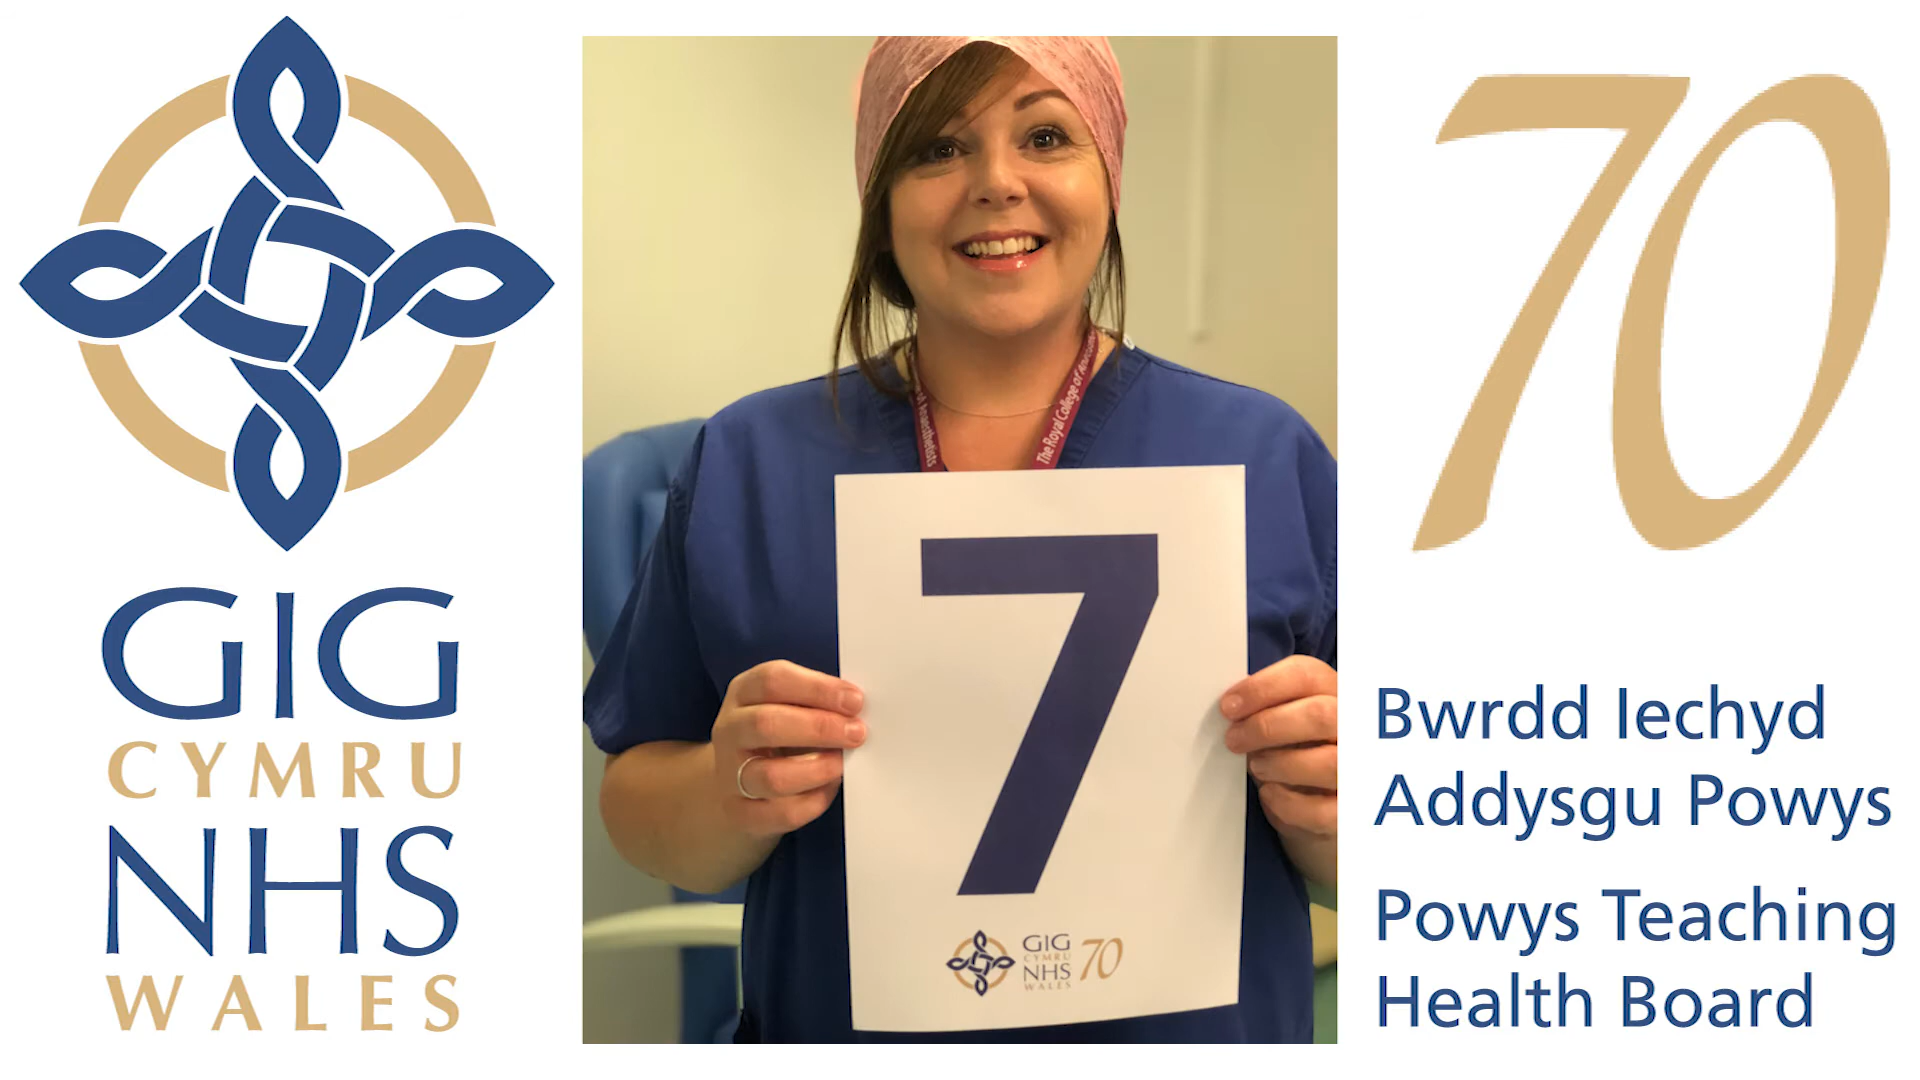 GIG
CYMRU
NHS
WALES
The Royal College of
Anaesthetists
7
GIG
CYMRU
NHS
WALES
70
70
Bwrdd Iechyd
Addysgu Powys
Powys Teaching
Health Board